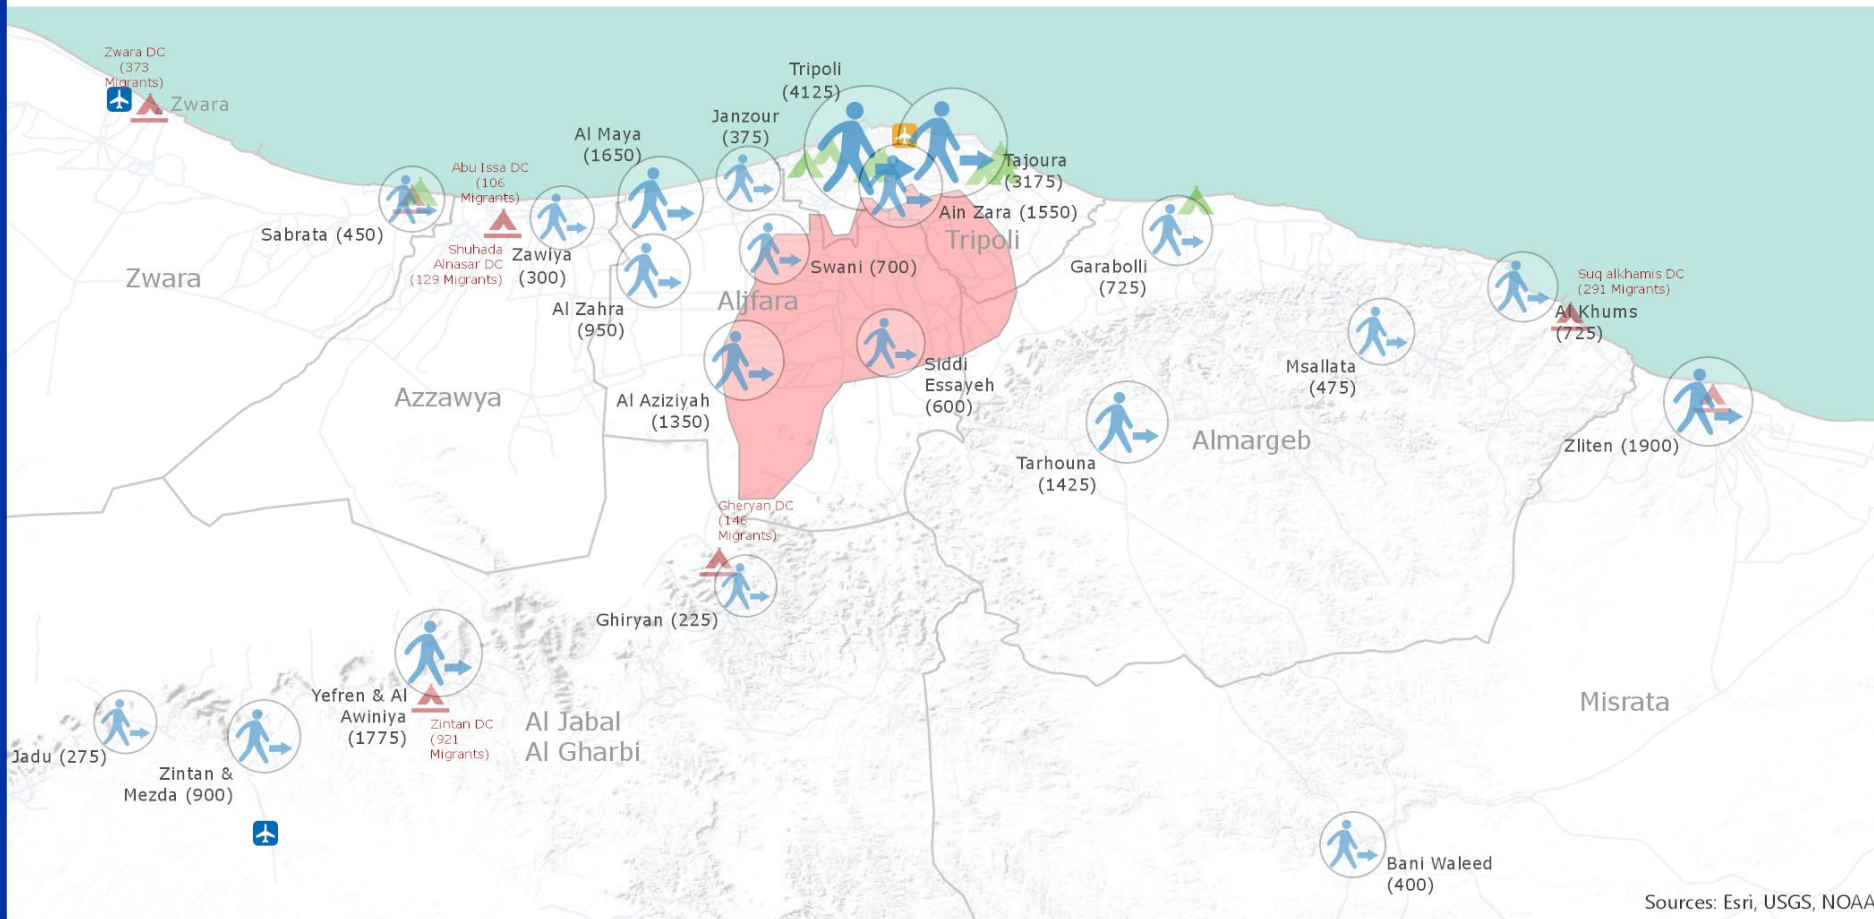 Zwara DC
(373
Migrants)
Zwara
Tripoli
(4125)
Janzour
(375)
Al Maya
(1650)
Abu Issa DC
(106
Migrants)
Tajoura
(3175)
Ain Zara (1550)
Tripoli
Sabrata (450)
Shuhada
Alnasar DC
(129 Migrants)
Zawiya
(300)
Swani (700)
Garabolli
(725)
Zwara
Aljfara
Al Zahra
(950)
Suq alkhamis DC
(291 Migrants)
Al Khums
(725)
Msallata
(475)
Siddi
Essayeh
(600)
Azzawya
Al Aziziyah
(1350)
Tarhouna
(1425)
Almargeb
Zliten (1900)
Gheryan DC
(146
Migrants)
Ghiryan (225)
Yefren & Al
Awiniya
(1775)
Zintan DC
(921
Migrants)
Al Jabal
Al Gharbi
Misrata
Jadu (275)
Zintan &
Mezda (900)
Bani Waleed
(400)
Sources: Esri, USGS, NOAA